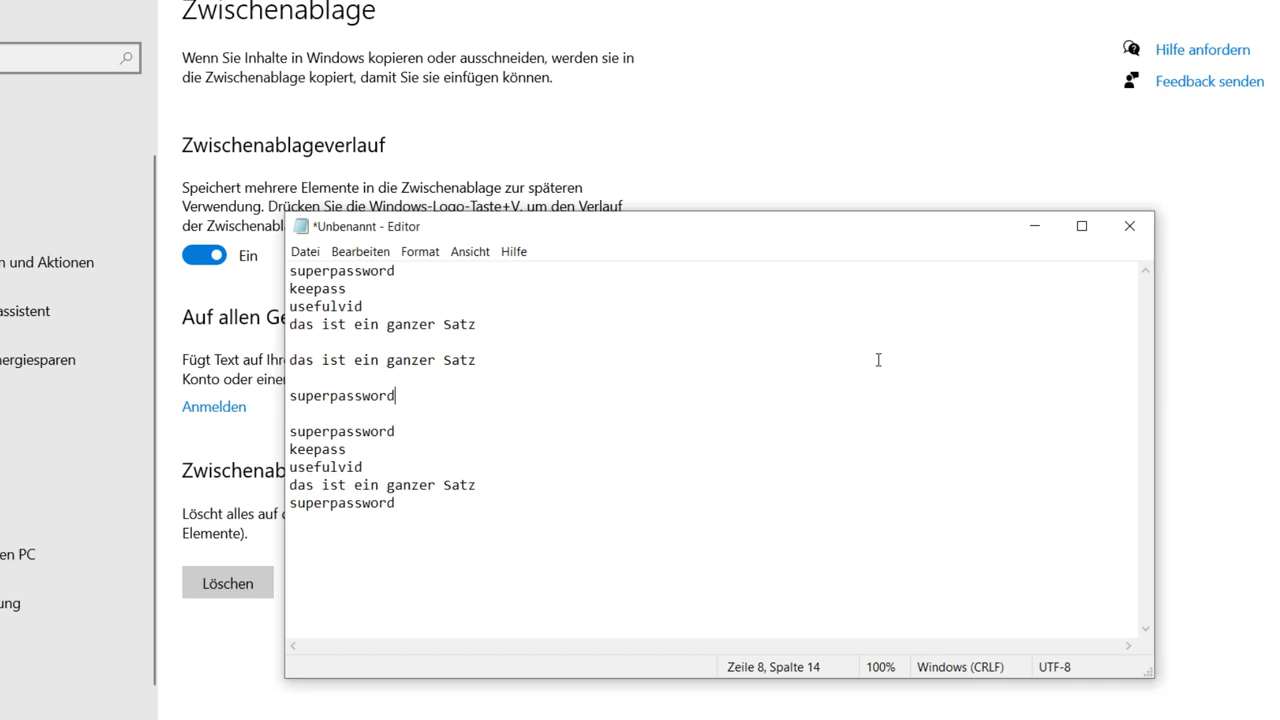 Zwischenablage
Wenn Sie Inhalte in Windows kopieren oder ausschneiden, werden sie in
die Zwischenablage kopiert, damit Sie sie einfügen können.
Hilfe anfordern
Feedback senden
Zwischenablageverlauf
Speichert mehrere Elemente in die Zwischenablage zur späteren
Verwendung. Drücken Sie die Windows-Logo-Taste+V, um den Verlauf
der Zwischenabl
Ein
Auf allen Ge
Fügt Text auf Ihr
Konto oder einer
Anmelden
Zwischenab
Löscht alles auf
Elemente).
Löschen
n und Aktionen
assistent
nergiesparen
en PC
ung
*Unbenannt - Editor
Datei Bearbeiten Format Ansicht Hilfe
superpassword
keepass
usefulvid
das ist ein ganzer Satz
das ist ein ganzer Satz
superpassword
superpassword
keepass
usefulvid
das ist ein ganzer Satz
superpassword
Zeile 8, Spalte 14 100% Windows (CRLF) UTF-8